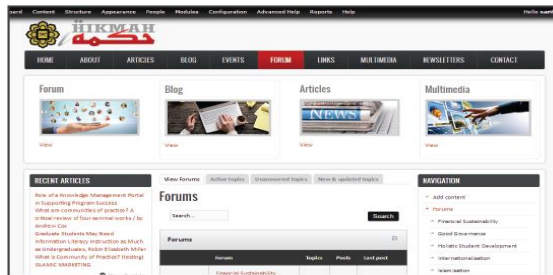 Content Structure Appearance People Modules Configuration Advanced Help Reports Help
Hello
HIKMAH
حكمة
HOME ABOUT ARTICLES BLOG EVENTS FORUM LINKS MULTIMEDIA NEWSLETTERS CONTACT
Forum
View
Blog
View
Articles
NEWS
View
Multimedia
View
RECENT ARTICLES
Role of a Knowledge Management Portal
in Supporting Program Success
What are communities of practice? A
critical review of four seminal works / by
Andrew Cox
Graduate Students May Need
Information Literacy Instruction as Much
as Undergraduates, Robin Elisabeth Miller
What is Community of Practice? (testing)
ISLAMIC MARKETING
View Forums Active topics Unanswered topics New & updated topics
Forums
Search...
Search
Forums
Forum Topics Posts Last post
Financial Sustainability
NAVIGATION
Add content
Forums
Financial Sustainability
Good Governance
Holistic Student Development
Internationalisation
Islamisation